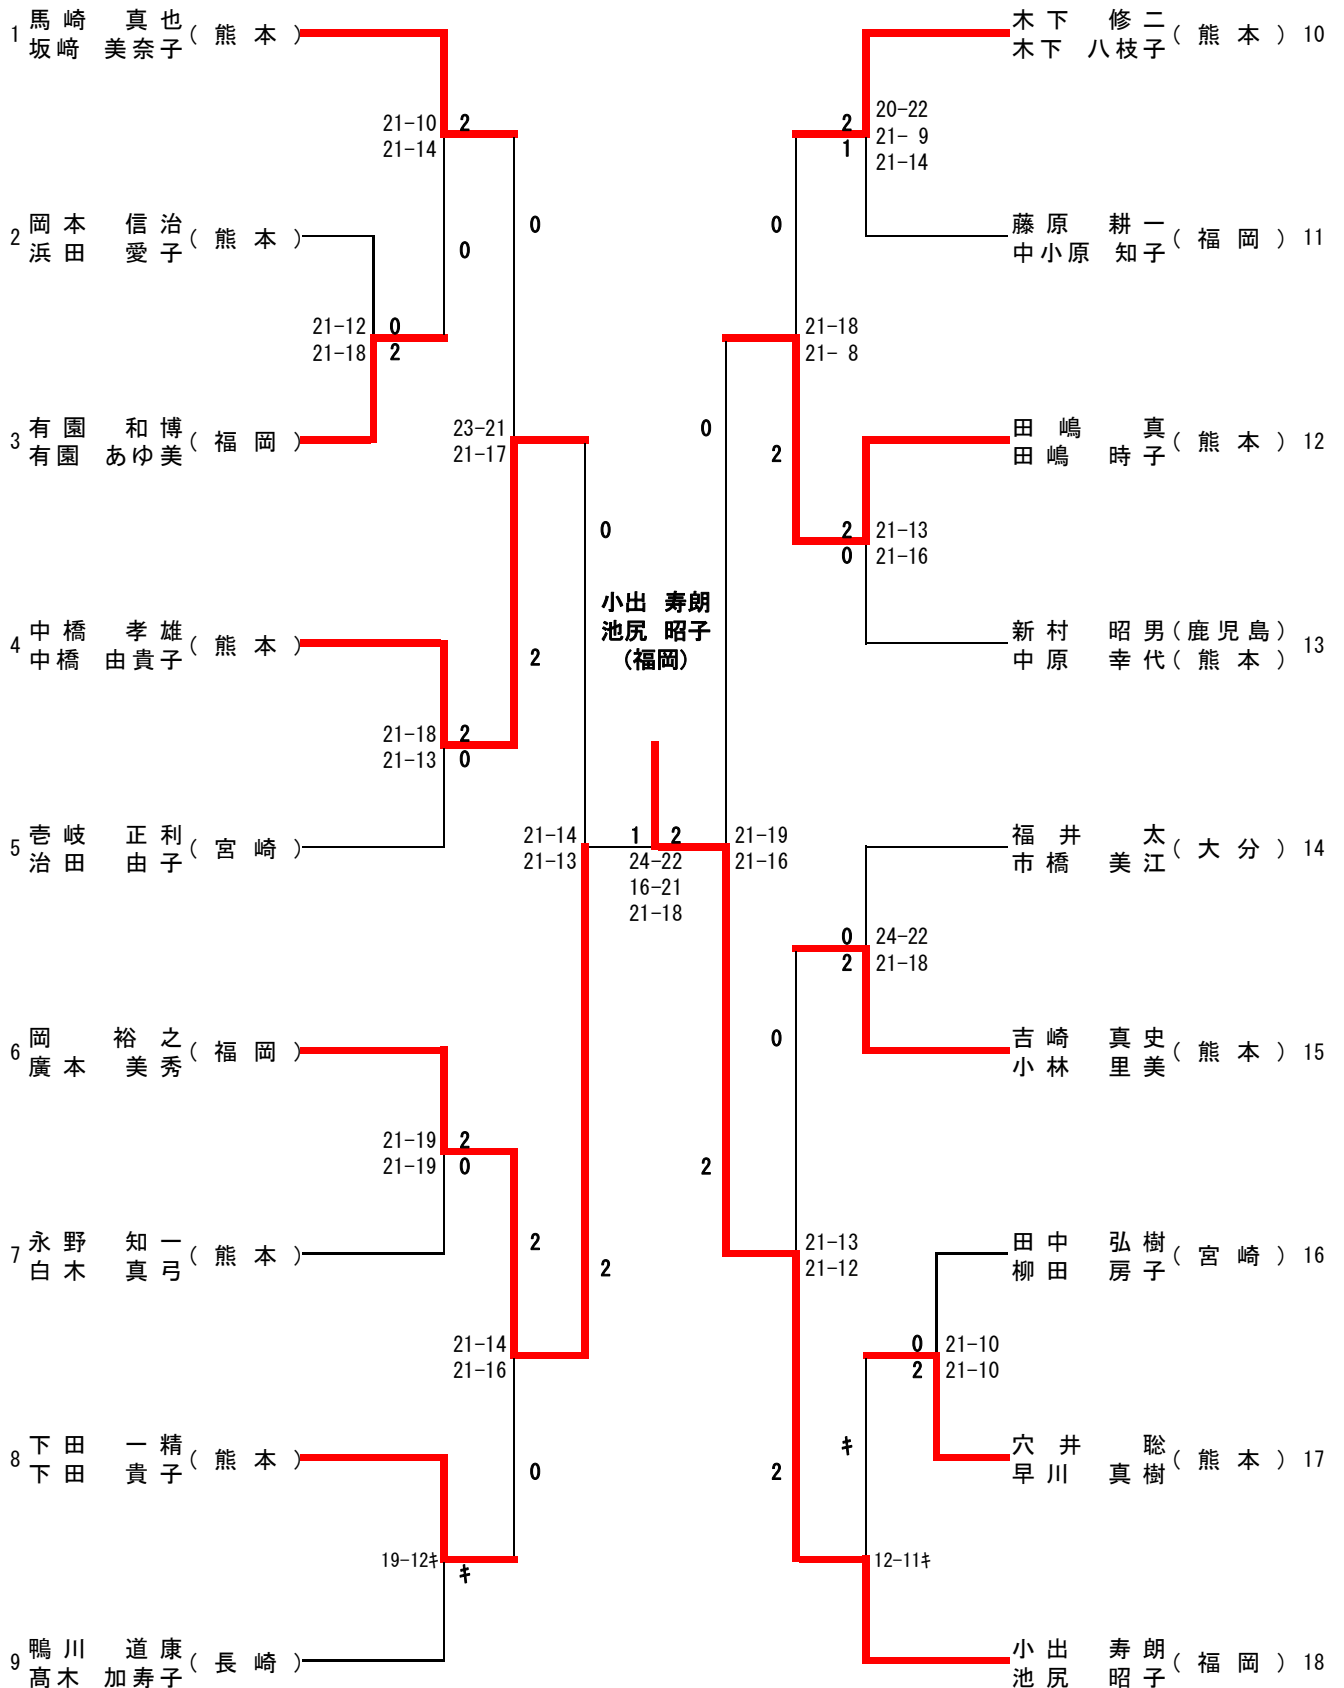 1 馬崎 真也 (熊本)
坂﨑 美奈子
21-10 2
21-14
0
0
2 岡本 信治 (熊本)
浜田 愛子
21-12 0
21-18 2
3 有園 和博 (福岡)
有園 あゆ美
23-21
21-17
0
4 中橋 孝雄 (熊本)
中橋 由貴子
2
21-18 2
21-13 0
5 壱岐 正利 (宮崎)
治田 由子
21-14
21-13
6 岡 裕之 (福岡)
廣本 美秀
21-19 2
21-19 0
7 永野 知一 (熊本)
白木 真弓
2
2
21-14
21-16
8 下田 一精 (熊本)
下田 貴子
0
19-12キ
キ
9 鴨川 道康 (長崎)
髙木 加寿子
小出 寿朗
池尻 昭子
(福岡)
1 2
24-22
16-21
21-18
木下 修二 (熊本) 10
木下 八枝子
2 20-22
1 21- 9
21-14
0
藤原 耕一 (福岡) 11
中小原 知子
21-18
21- 8
0
2
田嶋 真 (熊本) 12
田嶋 時子
2 21-13
0 21-16
新村 昭男 (鹿児島) 13
中原 幸代 (熊本)
21-19
21-16
福井 太 (大分) 14
市橋 美江
0 24-22
2 21-18
0
吉崎 真史 (熊本) 15
小林 里美
2
21-13
21-12
田中 弘樹 (宮崎) 16
柳田 房子
0 21-10
2 21-10
キ
2
穴井 聡 (熊本) 17
早川 真樹
12-11キ
小出 寿朗 (福岡) 18
池尻 昭子